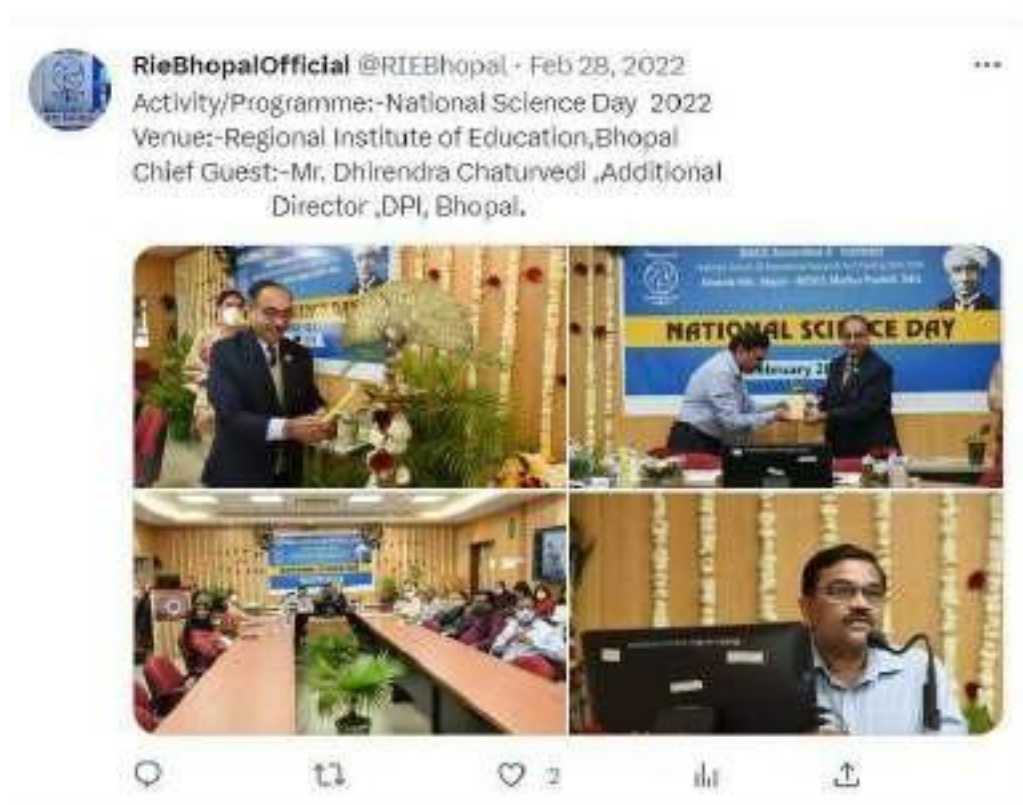 RieBhopalOfficial @RIEBhopal · Feb 28, 2022
Activity/Programme:-National Science Day 2022
Venue:-Regional Institute of Education,Bhopal
Chief Guest:-Mr. Dhirendra Chaturvedi ,Additional
Director ,DPI, Bhopal.
NATIONAL SCIENCE DAY
2